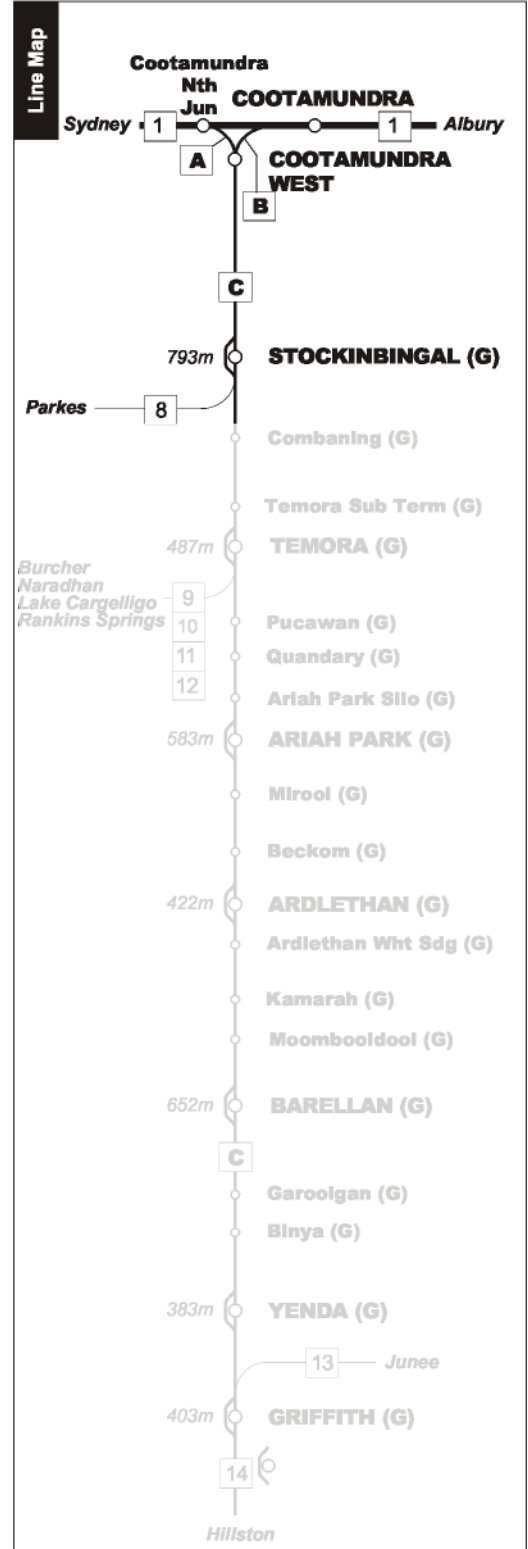 Line Map
Cootamundra
Nth
Jun
COOTAMUNDRA
Sydney 1 1 Albury
A
COOTAMUNDRA
WEST
B
C
793m STOCKINBINGAL (G)
Parkes 8
Combaning (G)
Temora Sub Term (G)
487m TEMORA (G)
Burcher
Naradhan
Lake Cargelligo
Rankins Springs
9
10
11
12
Pucawan (G)
Quandary (G)
Ariah Park Silo (G)
583m ARIAH PARK (G)
Mirool (G)
Beckom (G)
422m ARDLETHAN (G)
Ardlethan Wht Sdg (G)
Kamarah (G)
Moombooldool (G)
652m BARELLAN (G)
C
Garoolgan (G)
Binya (G)
383m YENDA (G)
13 Junee
403m GRIFFITH (G)
14
Hillston